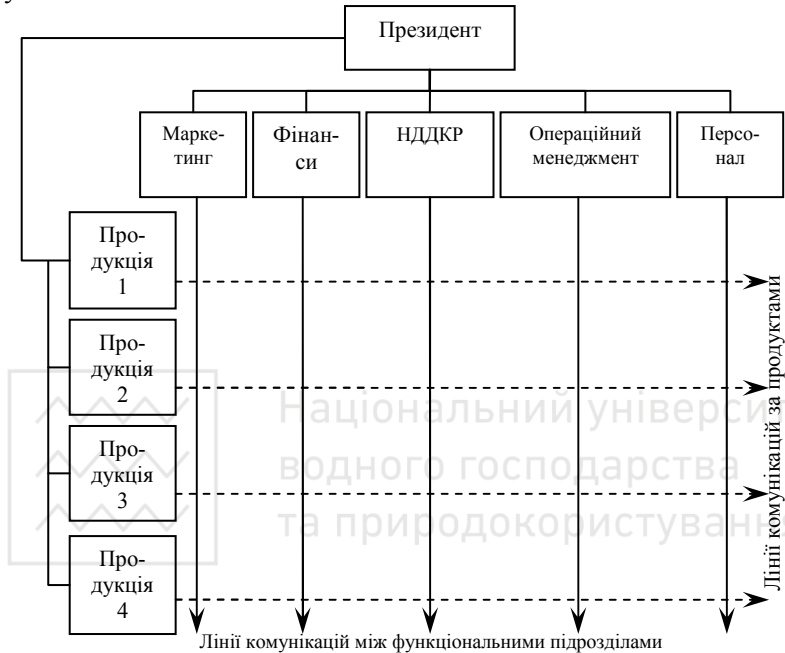 Президент
Марке-
тинг
Фінан-
си
НДДКР
Операційний
менеджмент
Персо-
нал
Про-
дукція
1
Про-
дукція
2
Про-
дукція
3
Про-
дукція
4
Лінії комунікацій за продуктами
Національний універси
водного господарства
та природокористування
Лінії комунікацій між функціональними підрозділами